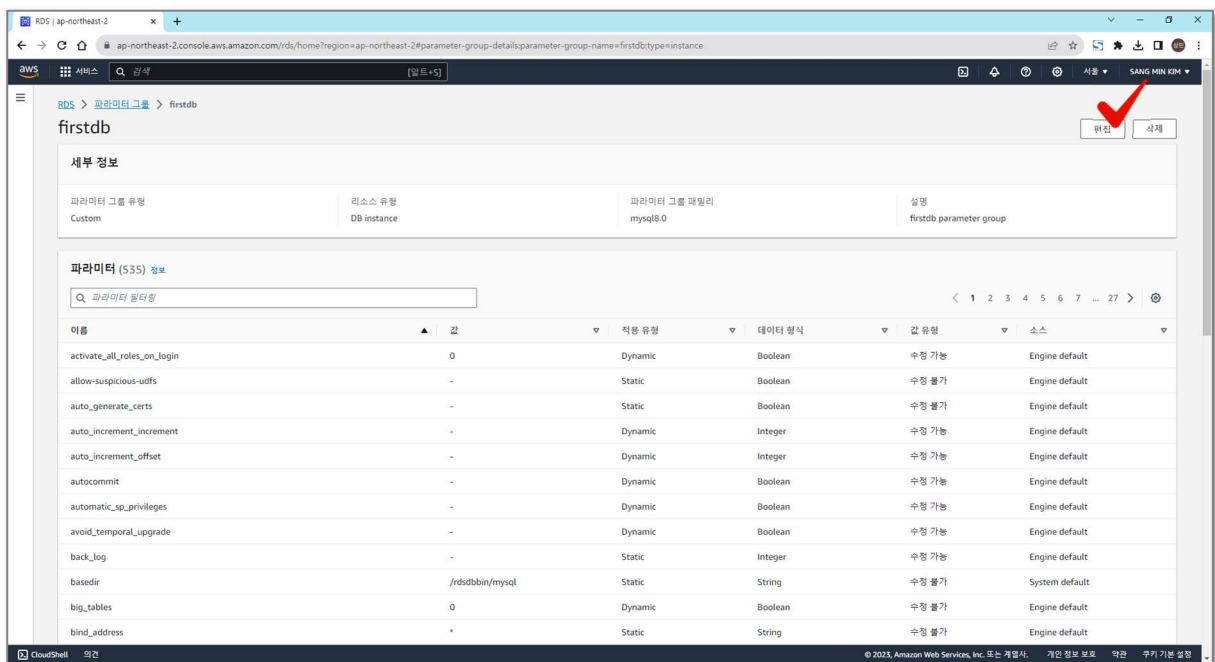 RDS | ap-northeast-2
ap-northeast-2.console.aws.amazon.com/rds/home?region=ap-northeast-2#parameter-group-details:parameter-group-name=firstdb;type=instance
aws 서비스 검색 [알트+S] 서울 SANG MIN KIM
RDS > 파라미터 그룹 > firstdb
firstdb 편집 삭제
세부 정보
파라미터 그룹 유형 리소스 유형 파라미터 그룹 패밀리 설명
Custom DB instance mysql8.0 firstdb parameter group
파라미터 (535) 정보
파라미터 필터링 < 1 2 3 4 5 6 7 ... 27 >
이름 값 적용 유형 데이터 형식 값 유형 소스
activate_all_roles_on_login 0 Dynamic Boolean 수정 가능 Engine default
allow-suspicious-udfs - Static Boolean 수정 불가 Engine default
auto_generate_certs - Static Boolean 수정 불가 Engine default
auto_increment_increment - Dynamic Integer 수정 가능 Engine default
auto_increment_offset - Dynamic Integer 수정 가능 Engine default
autocommit - Dynamic Boolean 수정 가능 Engine default
automatic_sp_privileges - Dynamic Boolean 수정 가능 Engine default
avoid_temporal_upgrade - Dynamic Boolean 수정 가능 Engine default
back_log - Static Integer 수정 가능 Engine default
basedir /rdsdbbin/mysql Static String 수정 불가 System default
big_tables 0 Dynamic Boolean 수정 불가 Engine default
bind_address * Static String 수정 불가 Engine default
CloudShell 의견 © 2023, Amazon Web Services, Inc. 또는 계열사. 개인 정보 보호 약관 쿠키 기본 설정